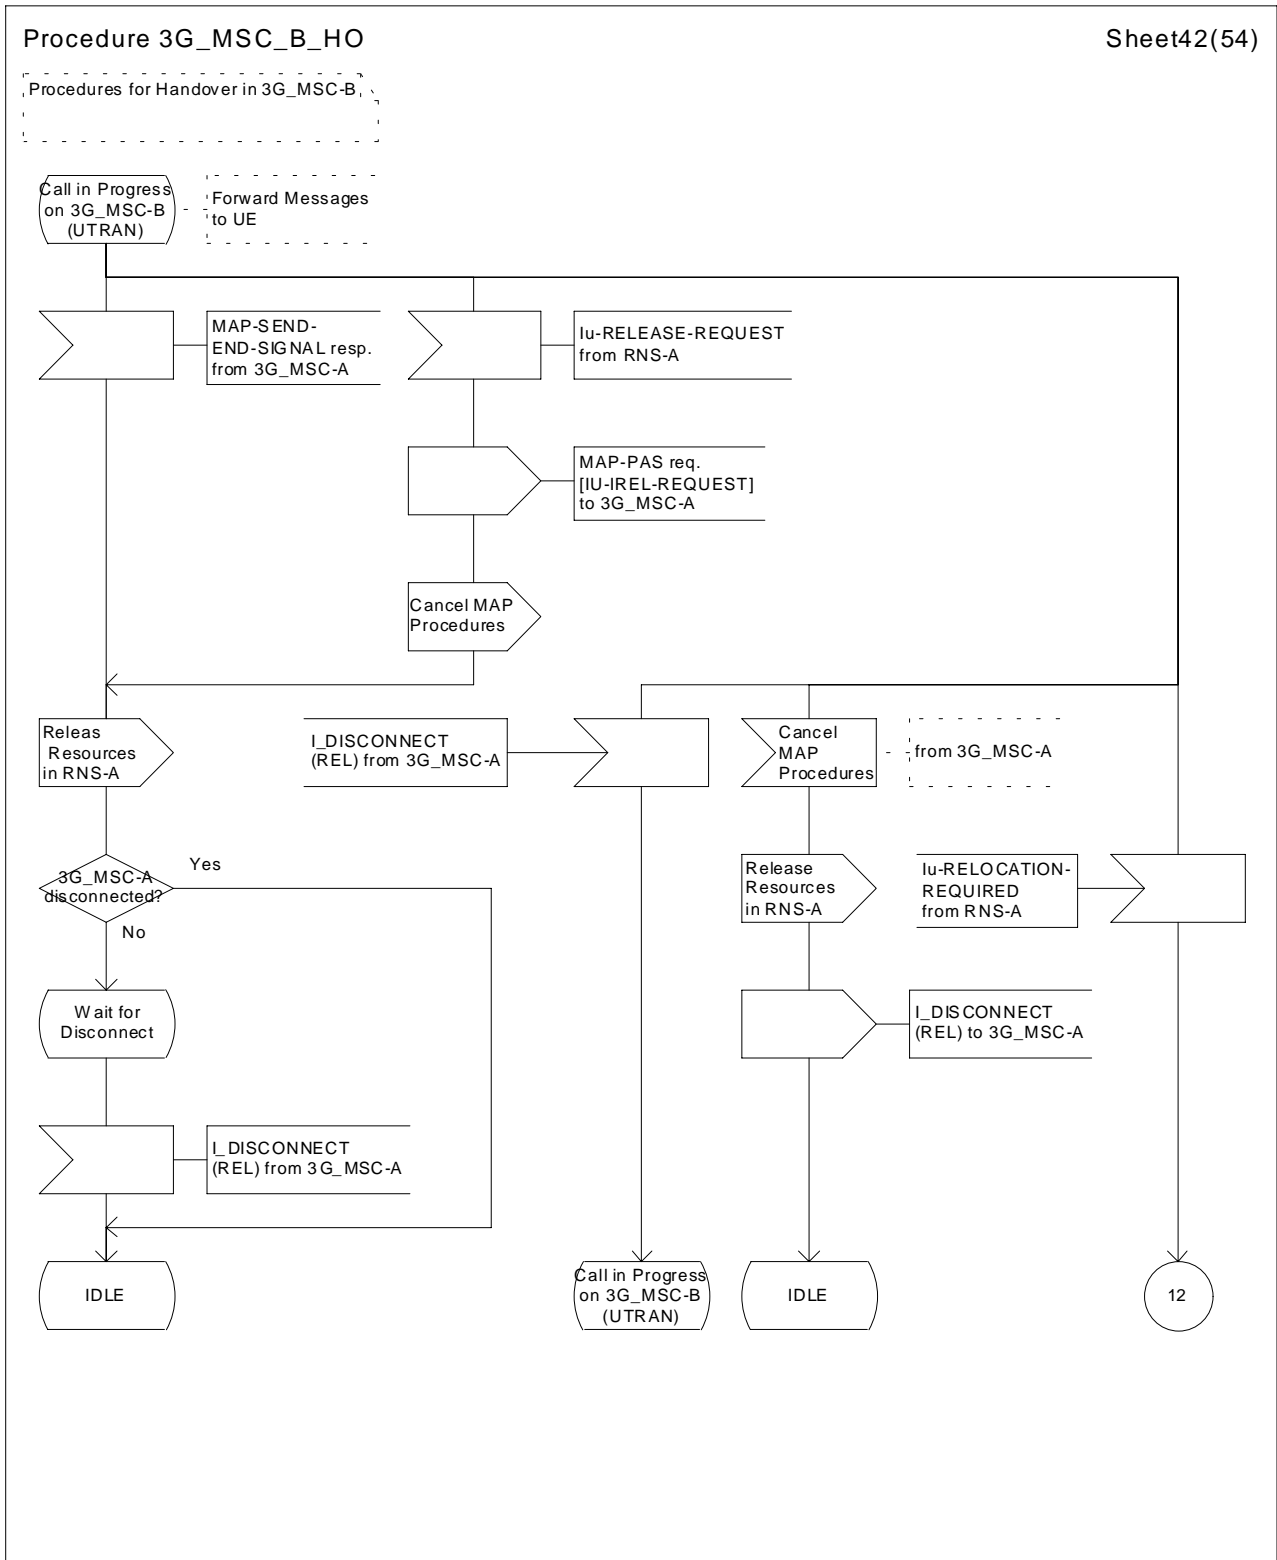 Procedure 3G_MSC_B_HO
Sheet42(54)
Procedures for Handover in 3G_MSC-B
Call in Progress
on 3G_MSC-B
(UTRAN)
Forward Messages
to UE
MAP-SEND-
END-SIGNAL resp.
from 3G_MSC-A
Iu-RELEASE-REQUEST
from RNS-A
MAP-PAS req.
[IU-IREL-REQUEST]
to 3G_MSC-A
Cancel MAP
Procedures
Releas
Resources
in RNS-A
I_DISCONNECT
(REL) from 3G_MSC-A
Cancel
MAP
Procedures
from 3G_MSC-A
3G_MSC-A
disconnected?
Yes
No
Release
Resources
in RNS-A
Iu-RELOCATION-
REQUIRED
from RNS-A
Wait for
Disconnect
I_DISCONNECT
(REL) to 3G_MSC-A
I_DISCONNECT
(REL) from 3G_MSC-A
IDLE
Call in Progress
on 3G_MSC-B
(UTRAN)
IDLE
12